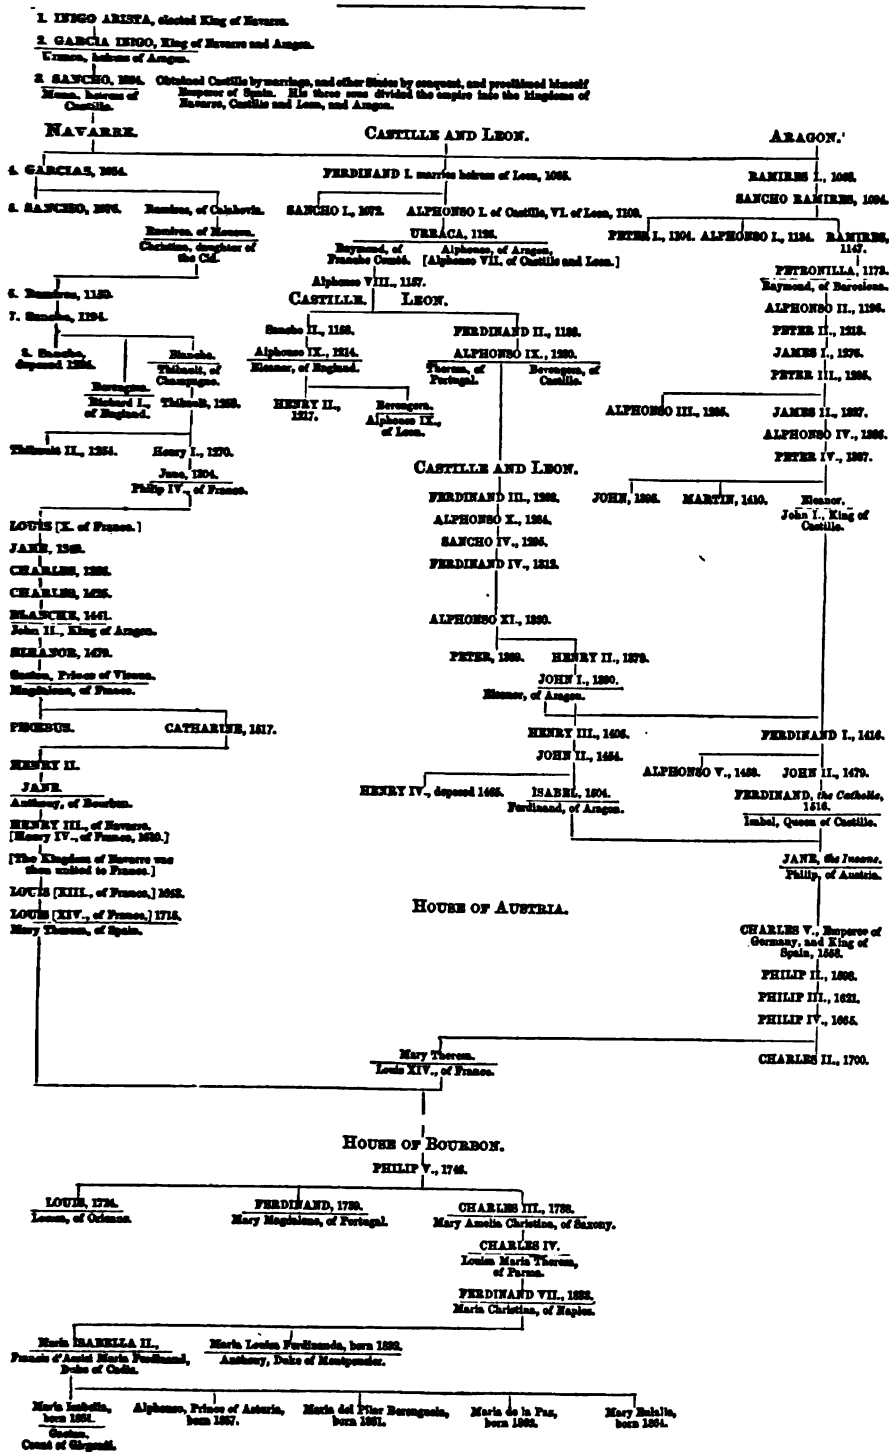 1. INIGO ARISTA, elected King of Navarre.
2. GARCIA INIGO, King of Navarre and Aragon.
Urraca, heiress of Aragon.
3. SANCHO, Obtained Castille by marriage, and other States by conquest, and proclaimed himself
Emperor of Spain. His three sons divided the empire into the kingdoms of
Navarre, Castille and Leon, and Aragon.
heiress of
Castille.
NAVARRE.
CASTILLE AND LEON.
ARAGON.
4. GARCIAS, 1054.
FERDINAND I. marries heiress of Leon, 1065.
RAMIRES I.,
SANCHO RAMIRES, 1094.
5. SANCHO, 1076.
Ramires, of Calahorra.
SANCHO I., 1072.
ALPHONSO I. of Castille, VI. of Leon, 1109.
Ramires, of
Christina, daughter of
the Cid.
URRACA, 1126.
Raymond, of
Franche Comté.
Alphonso, of Aragon,
[Alphonso VII. of Castille and Leon.]
PETER I., 1104.
ALPHONSO I., 1134.
RAMIRES,
1147.
PETRONILLA, 1173.
Raymond, of Barcelona.
Alphonso VIII., 1157.
6. Ramires, 1150.
7. Sancho, 1194.
CASTILLE.
LEON.
ALPHONSO II., 1196.
PETER II., 1213.
JAMES I., 1276.
PETER III.,
8. Sancho,
deposed
Blanche.
Thibault, of
Champagne.
Sancho II., 1158.
FERDINAND II., 1188.
Alphonso IX., 1214.
Eleanor, of England.
ALPHONSO IX., 1230.
Theresa, of
Portugal.
Berengera, of
Castille.
Berengera.
Richard I.,
of England.
Thibault, 1253.
HENRY II.,
1217.
Berengera.
Alphonso IX.,
of Leon.
ALPHONSO III.,
JAMES II., 1327.
ALPHONSO IV., 1336.
PETER IV., 1387.
Thibault II.,
Henry I., 1270.
Jane, 1304.
Philip IV., of France.
CASTILLE AND LEON.
FERDINAND III.,
ALPHONSO X., 1284.
SANCHO IV., 1295.
FERDINAND IV., 1312.
JOHN, 1395.
MARTIN, 1410.
Eleanor.
John I., King of
Castille.
LOUIS [X. of France.]
JANE,
CHARLES,
CHARLES, 1425.
BLANCHE, 1441.
John II., King of Aragon.
ELEANOR, 1479.
Gaston, Prince of
Magdalena, of France.
ALPHONSO XI., 1350.
PETER, 1369.
HENRY II., 1379.
JOHN I., 1390.
Eleanor, of Aragon.
PHŒBUS.
CATHARINE, 1517.
HENRY III., 1406.
FERDINAND I., 1416.
HENRY II.
JOHN II., 1454.
ALPHONSO V., 1458.
JOHN II., 1479.
JANE
Anthony, of Bourbon.
HENRY IV., deposed 1465.
ISABEL, 1504.
Ferdinand, of Aragon.
FERDINAND, the Catholic,
1516.
Isabel, Queen of Castille.
HENRY III., of Navarre.
[Henry IV., of France, 1610.]
[The Kingdom of Navarre was
then united to France.]
LOUIS [XIII., of France,] 1643.
LOUIS [XIV., of France,] 1715.
Mary Theresa, of Spain.
JANE, the Insane.
Philip, of Austria.
HOUSE OF AUSTRIA.
CHARLES V., Emperor of
Germany, and King of
Spain, 1558.
PHILIP II., 1598.
PHILIP III., 1621.
PHILIP IV., 1665.
Mary Theresa.
Louis XIV., of France.
CHARLES II., 1700.
HOUSE OF BOURBON.
PHILIP V., 1746.
LOUIS, 1724.
Louisa, of Orleans.
FERDINAND, 1759.
Mary Magdalena, of Portugal.
CHARLES III., 1788.
Mary Amelia Christina, of Saxony.
CHARLES IV.
Louisa Maria Theresa,
of Parma.
FERDINAND VII., 1833.
Maria Christina, of Naples.
Maria ISABELLA II.,
Francis d'Assisi Maria Ferdinand,
Duke of Cadiz.
Maria Louisa Ferdinanda, born 1832.
Anthony, Duke of Montpensier.
Maria Isabella,
born 1851.
Gaetan,
Count of Girgenti.
Alphonso, Prince of Asturia,
born 1857.
Maria del Pilar Berenguela,
born 1861.
Maria de la Paz,
born 1862.
Mary Eulalia,
born 1864.